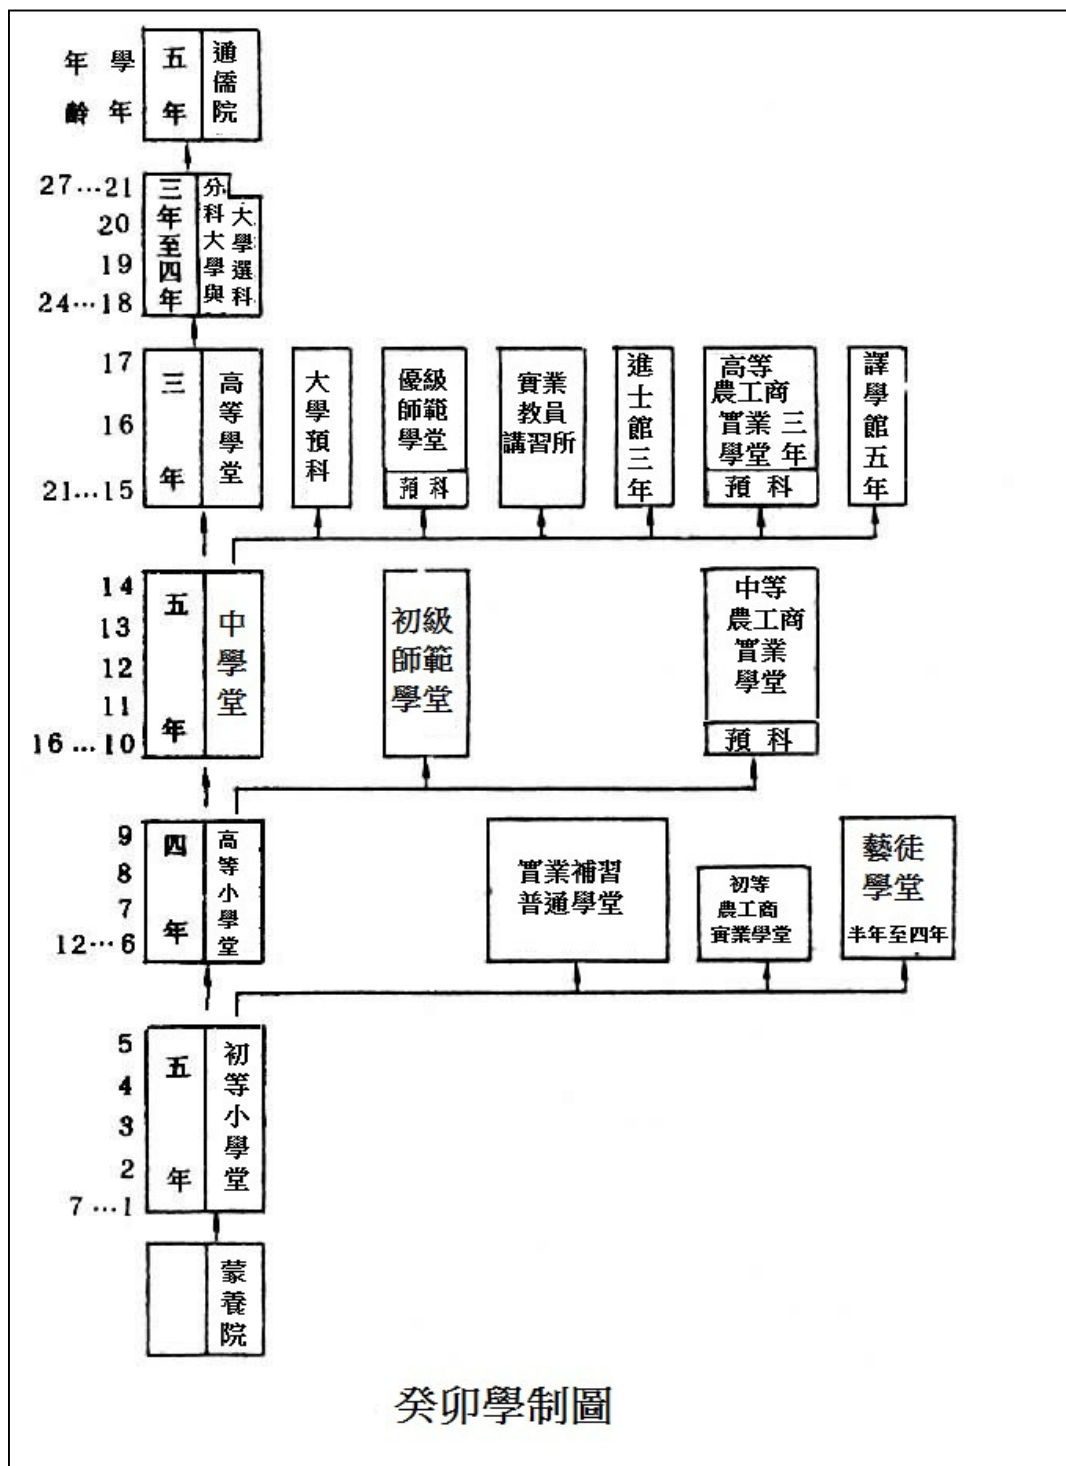 年 學
齡 年
五年
通儒院
27…21
20
19
24…18
三年至四年
分科大學與
大學選科
17
16
21…15
三年
高等學堂
大學預科
優級
師範
學堂
預科
實業
教員
講習所
進士館三年
高等
農工商
實業 三
學堂 年
預 科
譯學館五年
14
13
12
11
16…10
五年
中學堂
初級
師範
學堂
中等
農工商
實業
學堂
預 科
9
8
7
12…6
四年
高等小學堂
實業補習
普通學堂
初等
農工商
實業學堂
藝徒
學堂
半年至四年
5
4
3
2
7…1
五年
初等小學堂
蒙養院
癸卯學制圖